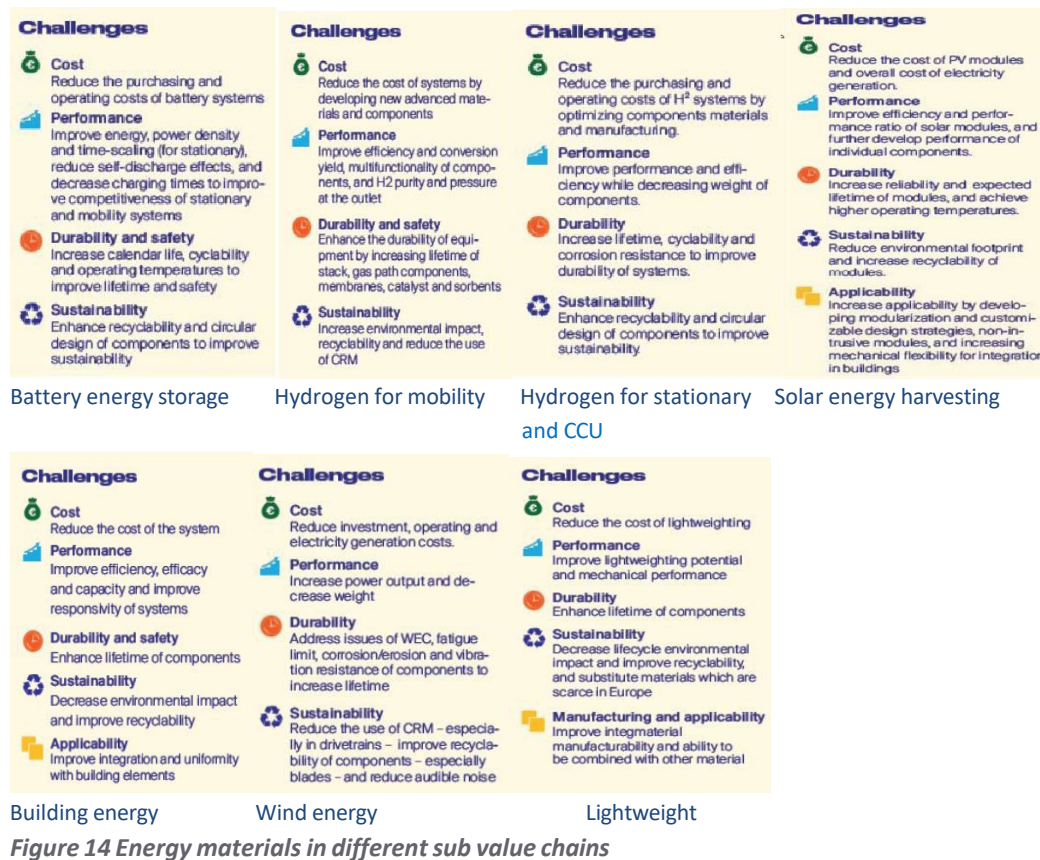 Challenges
Cost
Reduce the purchasing and
operating costs of battery systems
Performance
Improve energy, power density
and time-scaling (for stationary),
reduce self-discharge effects, and
decrease charging times to impro-
ve competitiveness of stationary
and mobility systems
Durability and safety
Increase calendar life, cyclability
and operating temperatures to
improve lifetime and safety
Sustainability
Enhance recyclability and circular
design of components to improve
sustainability
Battery energy storage
Challenges
Cost
Reduce the cost of systems by
developing new advanced mate-
rials and components
Performance
Improve efficiency and conversion
yield, multifunctionality of compo-
nents, and H2 purity and pressure
at the outlet
Durability and safety
Enhance the durability of equi-
pment by increasing lifetime of
stack, gas path components,
membranes, catalyst and sorbents
Sustainability
Increase environmental impact,
recyclability and reduce the use
of CRM
Hydrogen for mobility
Challenges
Cost
Reduce the purchasing and
operating costs of H² systems by
optimizing components materials
and manufacturing.
Performance
Improve performance and effi-
ciency while decreasing weight of
components.
Durability
Increase lifetime, cyclability and
corrosion resistance to improve
durability of systems.
Sustainability
Enhance recyclability and circular
design of components to improve
sustainability.
Hydrogen for stationary
and CCU
Challenges
Cost
Reduce the cost of PV modules
and overall cost of electricity
generation.
Performance
Improve efficiency and perfor-
mance ratio of solar modules, and
further develop performance of
individual components.
Durability
Increase reliability and expected
lifetime of modules, and achieve
higher operating temperatures.
Sustainability
Reduce environmental footprint
and increase recyclability of
modules.
Applicability
Increase applicability by develo-
ping modularization and customi-
zable design strategies, non-in-
trusive modules, and increasing
mechanical flexibility for integration
in buildings
Solar energy harvesting
Challenges
Cost
Reduce the cost of the system
Performance
Improve efficiency, efficacy
and capacity and improve
responsivity of systems
Durability and safety
Enhance lifetime of components
Sustainability
Decrease environmental impact
and improve recyclability
Applicability
Improve integration and uniformity
with building elements
Building energy
Challenges
Cost
Reduce investment, operating and
electricity generation costs.
Performance
Increase power output and de-
crease weight
Durability
Address issues of WEC, fatigue
limit, corrosion/erosion and vibra-
tion resistance of components to
increase lifetime
Sustainability
Reduce the use of CRM – especia-
lly in drivetrains – improve recycla-
bility of components – especially
blades – and reduce audible noise
Wind energy
Challenges
Cost
Reduce the cost of lightweighting
Performance
Improve lightweighting potential
and mechanical performance
Durability
Enhance lifetime of components
Sustainability
Decrease lifecycle environmental
impact and improve recyclability,
and substitute materials which are
scarce in Europe
Manufacturing and applicability
Improve integmaterial
manufacturability and ability to
be combined with other material
Lightweight
Figure 14 Energy materials in different sub value chains